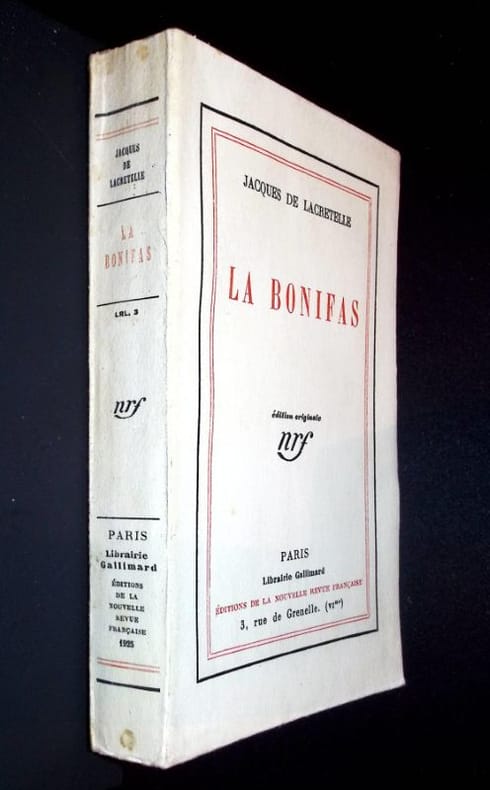 JACQUES
DE
LACRETELLE
LA
BONIFAS
nrf
PARIS
Librairie
Gallimard
ÉDITIONS
DE LA
NOUVELLE
REVUE
FRANÇAISE
1925
JACQUES DE LACRETELLE
LA BONIFAS
édition originale
nrf
PARIS
Librairie Gallimard
ÉDITIONS DE LA NOUVELLE REVUE FRANÇAISE
3, rue de Grenelle. (VIme)